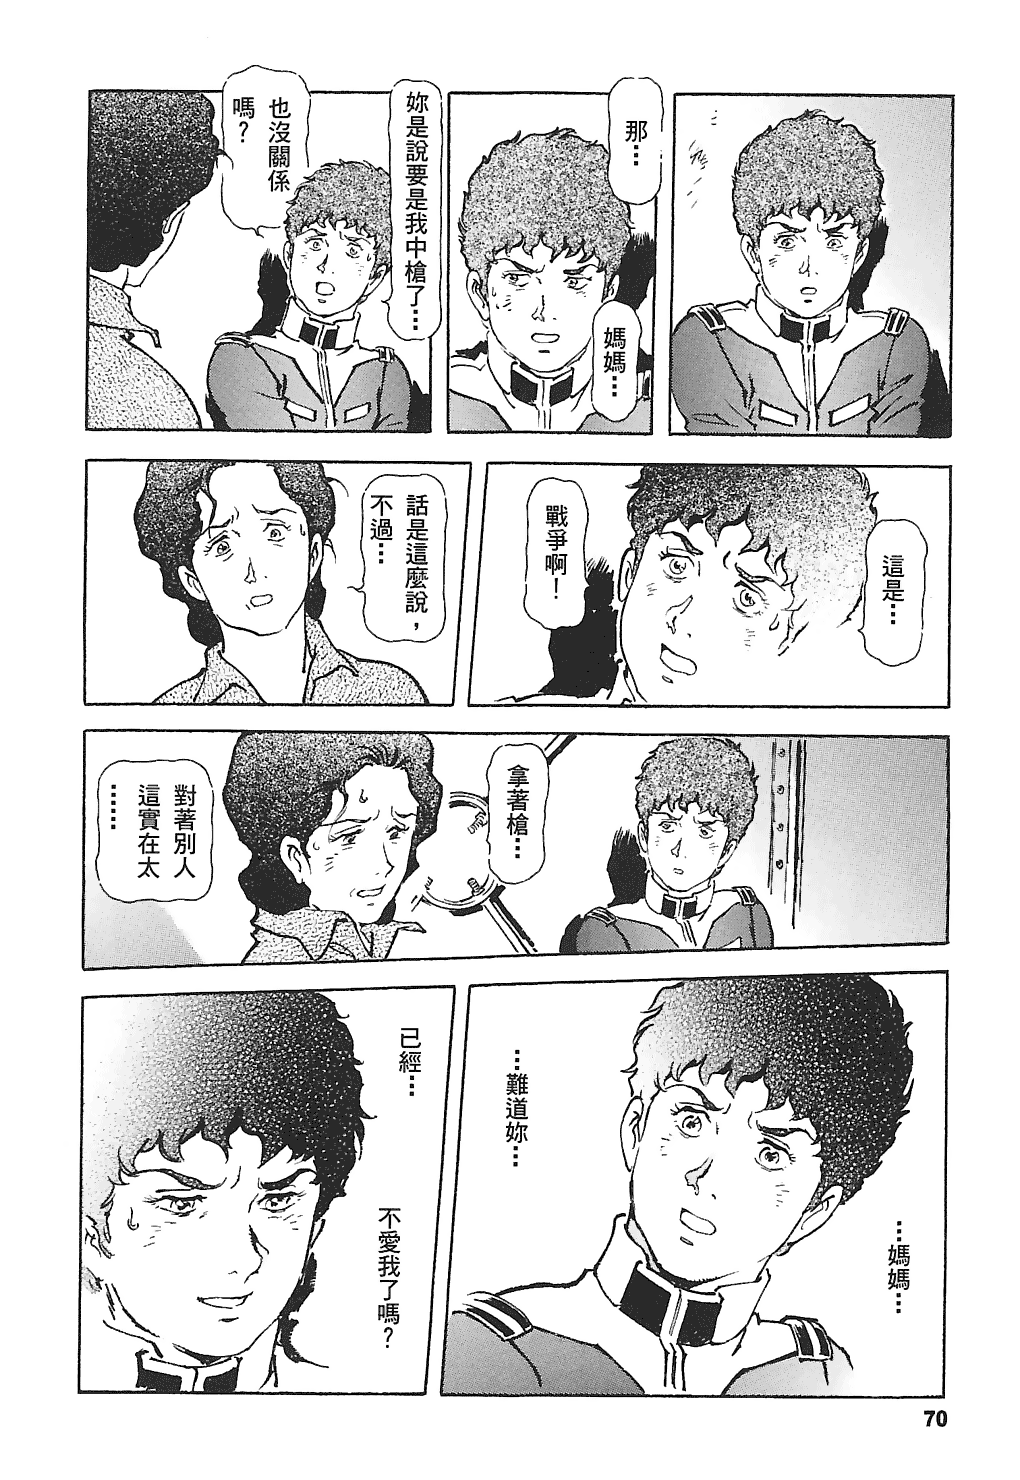 那⋯
媽媽⋯
妳是說要是我中槍了⋯
也沒關係
嗎?
這是⋯
戰爭啊!
話是這麼說,
不過⋯
拿著槍⋯
對著別人
這實在太
⋯⋯
⋯媽媽⋯
⋯難道妳⋯
已經⋯
不愛我了嗎?
70